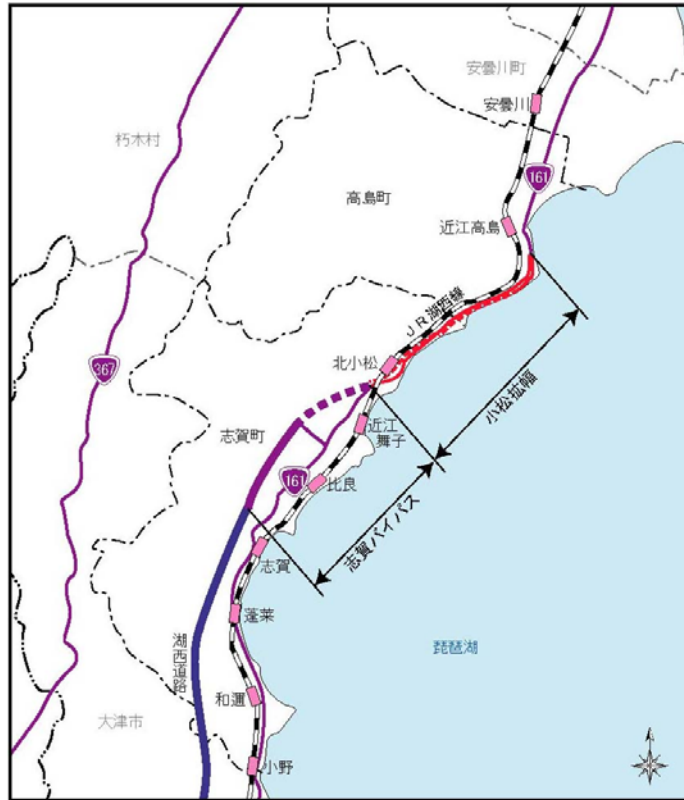 安曇川町
安曇川
朽木村
161
高島町
近江高島
JR湖西線
北小松
367
小松拡幅
志賀町
近江
舞子
161
比良
志賀バイパス
志賀
蓬莱
湖西道路
琵琶湖
和邇
大津市
小野